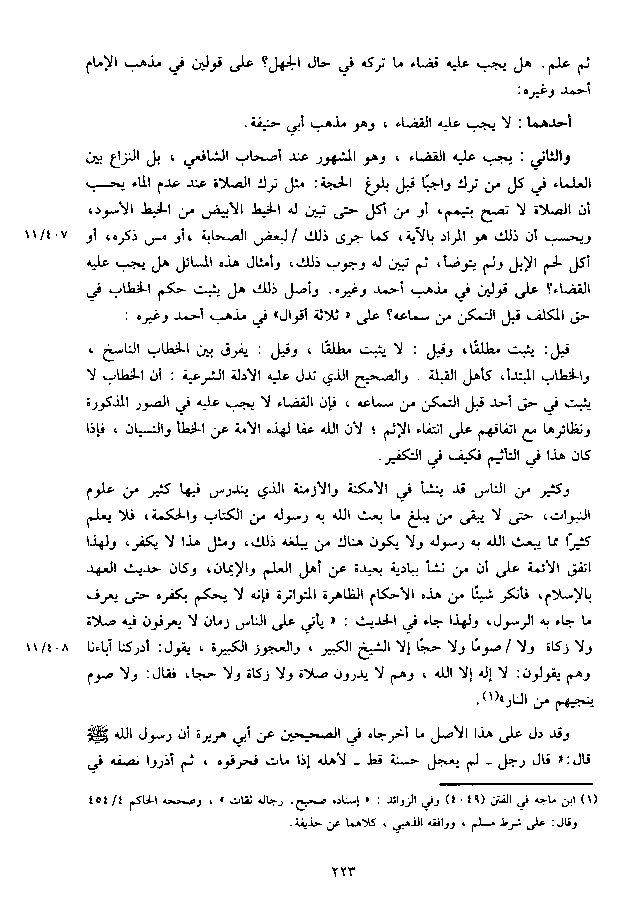 ثم علم. هل يجب عليه قضاء ما تركه في حال الجهل؟ على قولين في مذهب الإمام
أحمد وغيره:
أحدهما: لا يجب عليه القضاء ، وهو مذهب أبي حنيفة.
والثاني : يجب عليه القضاء ، وهو المشهور عند أصحاب الشافعي ، بل النزاع بين
العلماء في كل من ترك واجبًا قبل بلوغ الحجة: مثل ترك الصلاة عند عدم الماء يحسب
أن الصلاة لا تصح بتيمم، أو من أكل حتى تبين له الخيط الأبيض من الخيط الأسود،
ويحسب أن ذلك هو المراد بالآية، كما جرى ذلك /لبعض الصحابة ،أو مس ذكره، أو ١١/٤٠٧
أكل لحم الإبل ولم يتوضأ، ثم تبين له وجوب ذلك، وأمثال هذه المسائل هل يجب عليه
القضاء؟ على قولين في مذهب أحمد وغيره. وأصل ذلك هل يثبت حكم الخطاب في
حق المكلف قبل التمكن من سماعه؟ على « ثلاثة أقوال» في مذهب أحمد وغيره :
قيل: يثبت مطلقًا، وقيل : لا يثبت مطلقًا ، وقيل : يفرق بين الخطاب الناسخ ،
والخطاب المبتدأ، كأهل القبلة . والصحيح الذي تدل عليه الأدلة الشرعية : أن الخطاب لا
يثبت في حق أحد قبل التمكن من سماعه ، فإن القضاء لا يجب عليه في الصور المذكورة
ونظائرها مع اتفاقهم على انتفاء الإثم ؛ لأن الله عفا لهذه الأمة عن الخطأ والنسيان ، فإذا
كان هذا في التأثيم فكيف في التكفير.
وكثير من الناس قد ينشأ في الأمكنة والأزمنة الذي يندرس فيها كثير من علوم
النبوات، حتى لا يبقى من يبلغ ما بعث الله به رسوله من الكتاب والحكمة، فلا يعلم
كثيرًا مما يبعث الله به رسوله ولا يكون هناك من يبلغه ذلك، ومثل هذا لا يكفر، ولهذا
اتفق الأئمة على أن من نشأ ببادية بعيدة عن أهل العلم والإيمان، وكان حديث العهد
بالإسلام، فأنكر شيئًا من هذه الأحكام الظاهرة المتواترة فإنه لا يحكم بكفره حتى يعرف
ما جاء به الرسول، ولهذا جاء في الحديث : « يأتي على الناس زمان لا يعرفون فيه صلاة
ولا زكاة ولا /صومًا ولا حجًا إلا الشيخ الكبير ، والعجوز الكبيرة ، يقول: أدركنا آباءنا ١١/٤٠٨
وهم يقولون: لا إله إلا الله ، وهم لا يدرون صلاة ولا زكاة ولا حجا، فقال: ولا صوم
ينجيهم من النار»(١).
وقد دل على هذا الأصل ما أخرجاه في الصحيحين عن أبي هريرة أن رسول الله ﷺ
قال:« قال رجل ـ لم يعجل حسنة قط ـ لأهله إذا مات فحرقوه ، ثم أذروا نصفه في
(١) ابن ماجه في الفتن (٤٠٤٩) وفي الزوائد : « إسناده صحيح. رجاله ثقات » ، وصححه الحاكم ٤/ ٤٥٤
وقال: على شرط مسلم ، ووافقه الذهبي ، كلاهما عن حذيفة.
٢٢٣